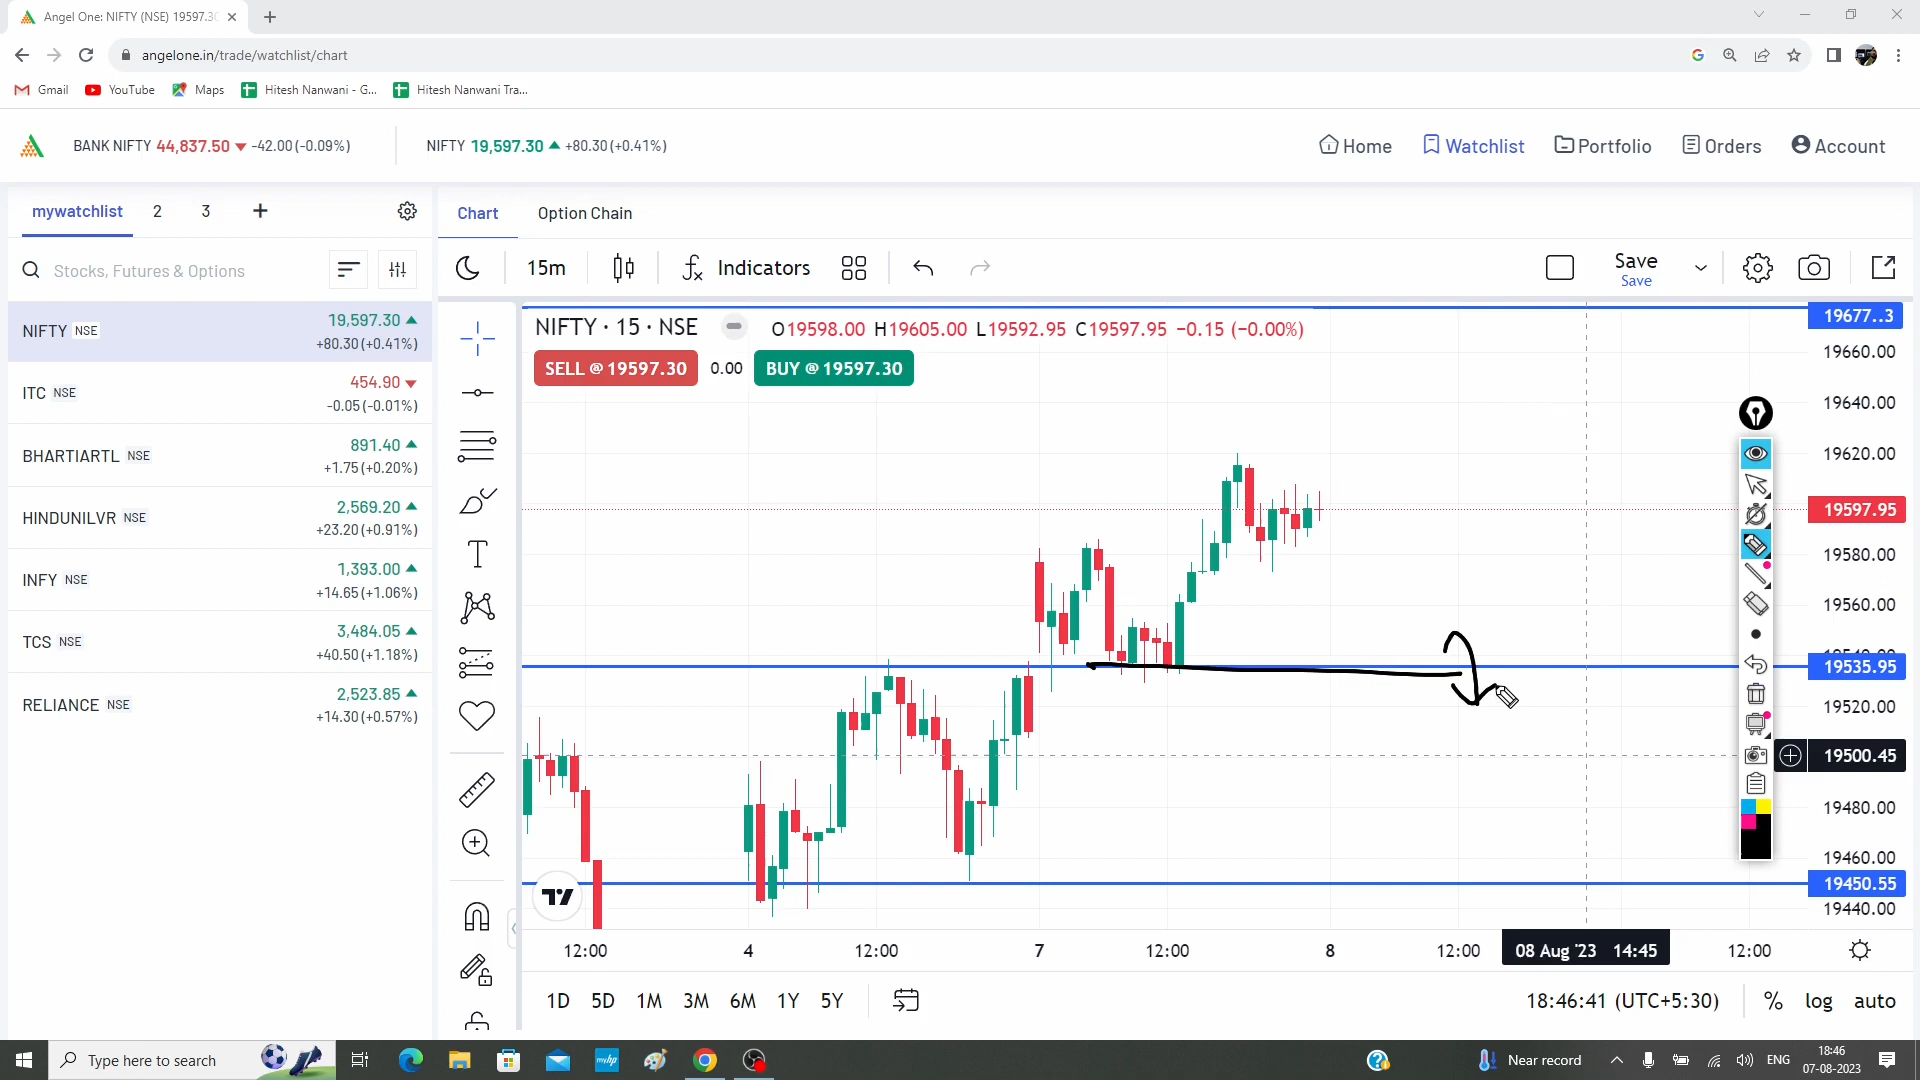 Angel One: NIFTY (NSE) 19597.30
angelone.in/trade/watchlist/chart
Gmail YouTube Maps Hitesh Nanwani - G... Hitesh Nanwani Tra...
BANK NIFTY 44,837.50 -42.00 (-0.09%) NIFTY 19,597.30 +80.30 (+0.41%) Home Watchlist Portfolio Orders Account
mywatchlist 2 3 Chart Option Chain
Stocks, Futures & Options
15m Indicators Save
Save
NIFTY NSE 19,597.30
+80.30 (+0.41%)
ITC NSE 454.90
-0.05 (-0.01%)
BHARTIARTL NSE 891.40
+1.75 (+0.20%)
HINDUNILVR NSE 2,569.20
+23.20 (+0.91%)
INFY NSE 1,393.00
+14.65 (+1.06%)
TCS NSE 3,484.05
+40.50 (+1.18%)
RELIANCE NSE 2,523.85
+14.30 (+0.57%)
NIFTY · 15 · NSE O19598.00 H19605.00 L19592.95 C19597.95 −0.15 (−0.00%)
SELL @ 19597.30 0.00 BUY @ 19597.30
19677..3
19660.00
19640.00
19620.00
19597.95
19580.00
19560.00
19535.95
19520.00
19500.45
19480.00
19460.00
19450.55
19440.00
12:00 4 12:00 7 12:00 8 12:00 08 Aug '23 14:45 12:00
1D 5D 1M 3M 6M 1Y 5Y 18:46:41 (UTC+5:30) % log auto
Type here to search Near record ENG 18:46
07-08-2023